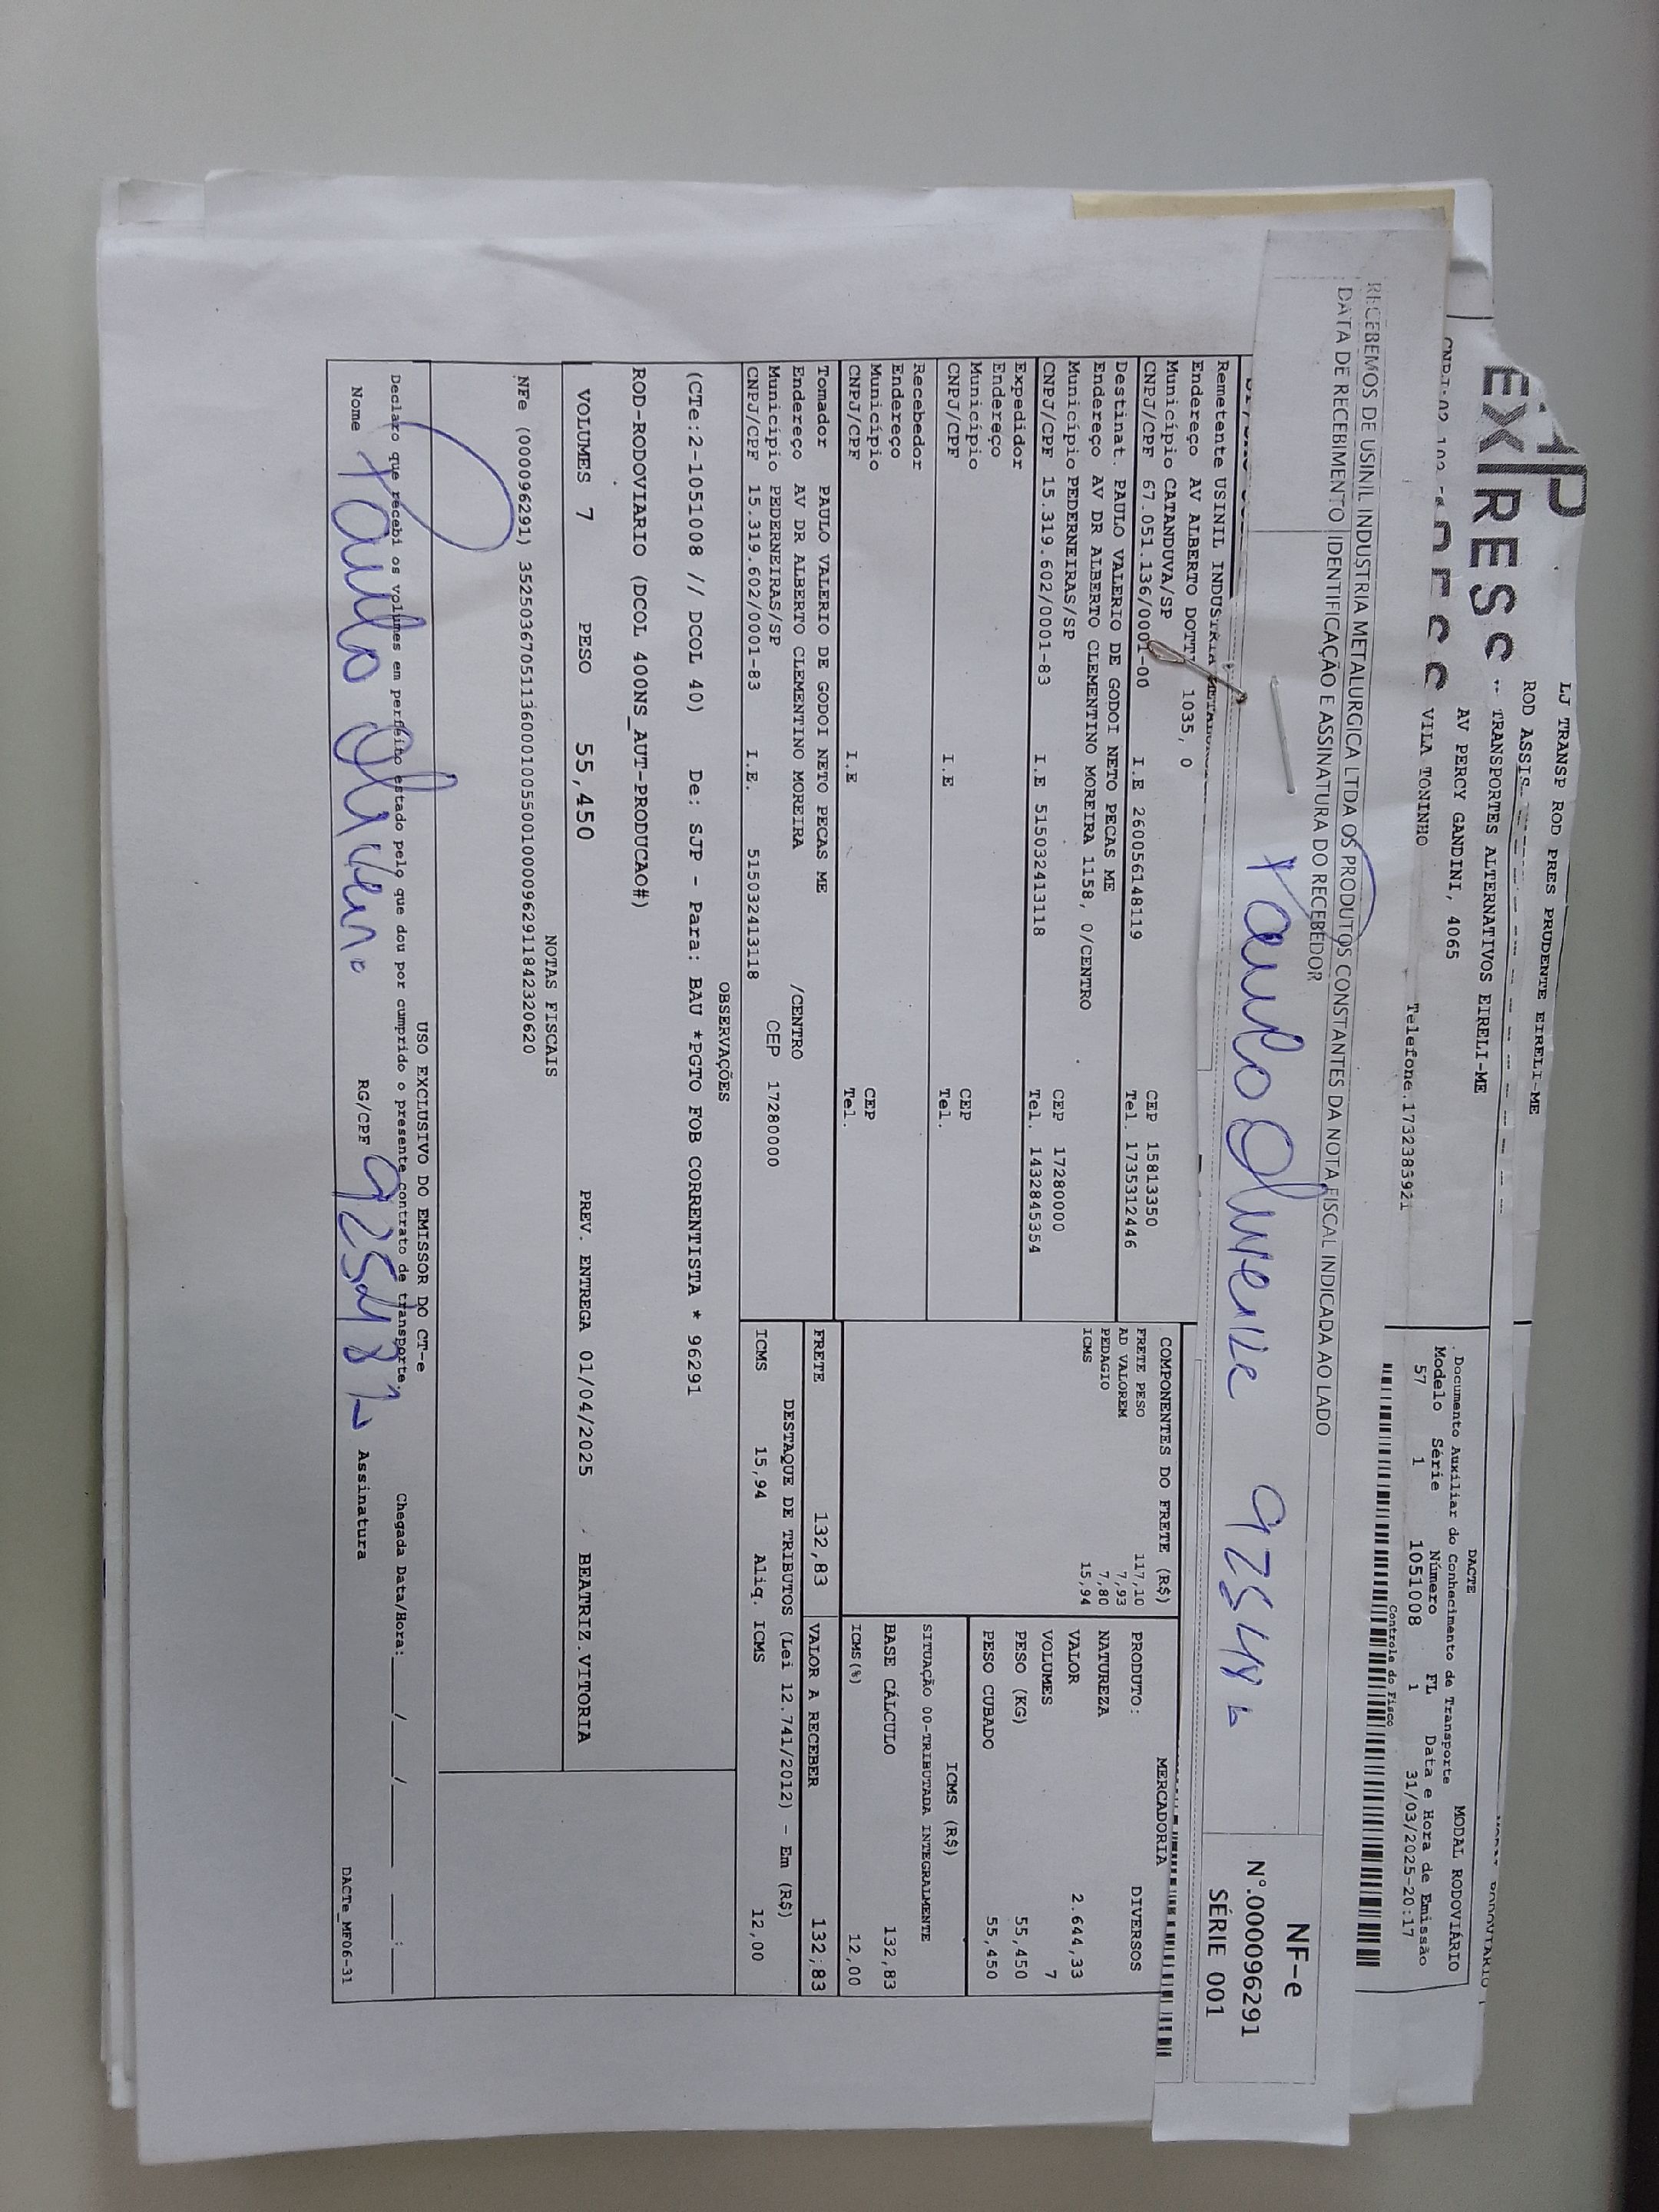 LJ TRANSP ROD PRES PRUDENTE EIRELI-ME
ROD ASSIS
EXPRESS
TRANSPORTES ALTERNATIVOS EIRELI-ME
AV PERCY GANDINI, 4065
VILA TONINHO
Telefone.1732383921
DACTE
MODAL RODOVIÁRIO
Documento Auxiliar do Conhecimento de Transporte
Modelo Série Número FL Data e Hora de Emissão
57 1 1051008 1 31/03/2025-20:17
Controle do Fisco
RECEBEMOS DE USINIL INDUSTRIA METALURGICA LTDA OS PRODUTOS CONSTANTES DA NOTA FISCAL INDICADA AO LADO
DATA DE RECEBIMENTO IDENTIFICAÇÃO E ASSINATURA DO RECEBEDOR
Paulo Oliveira
NF-e
N°.000096291
SÉRIE 001
Remetente USINIL INDUSTRIA
Endereço AV ALBERTO DOTTI 1035, 0
Município CATANDUVA/SP CEP 15813350
CNPJ/CPF 67.051.136/0001-00 I.E 260056148119 Tel. 1735312446
Destinat. PAULO VALERIO DE GODOI NETO PECAS ME
Endereço AV DR ALBERTO CLEMENTINO MOREIRA 1158, 0/CENTRO
Município PEDERNEIRAS/SP CEP 17280000
CNPJ/CPF 15.319.602/0001-83 I.E 515032413118 Tel. 1432845354
Expedidor
Endereço
Município CEP
CNPJ/CPF I.E Tel.
Recebedor
Endereço
Município CEP
CNPJ/CPF I.E Tel.
Tomador PAULO VALERIO DE GODOI NETO PECAS ME
Endereço AV DR ALBERTO CLEMENTINO MOREIRA /CENTRO
Município PEDERNEIRAS/SP CEP 17280000
CNPJ/CPF 15.319.602/0001-83 I.E. 515032413118
COMPONENTES DO FRETE (R$)
FRETE PESO 117,10
AD VALOREM 7,93
PEDAGIO 7,80
ICMS 15,94
MERCADORIA
PRODUTO: DIVERSOS
NATUREZA
VALOR 2.644,33
VOLUMES 7
PESO (KG) 55,450
PESO CUBADO 55,450
ICMS (R$)
SITUAÇÃO 00-TRIBUTADA INTEGRALMENTE
BASE CÁLCULO 132,83
ICMS(%) 12,00
FRETE 132,83 VALOR A RECEBER 132,83
DESTAQUE DE TRIBUTOS (Lei 12.741/2012) - Em (R$)
ICMS 15,94 Aliq. ICMS 12,00
OBSERVAÇÕES
(CTe:2-1051008 // DCOL 40) De: SJP - Para: BAU *PGTO FOB CORRENTISTA * 96291
ROD-RODOVIARIO (DCOL 400NS_AUT-PRODUCAO#)
VOLUMES 7 PESO 55,450 PREV. ENTREGA 01/04/2025 BEATRIZ.VITORIA
NOTAS FISCAIS
NFe (000096291) 35250367051136000100550010000962911842320620
USO EXCLUSIVO DO EMISSOR DO CT-e
Declaro que recebi os volumes em perfeito estado pelo que dou por cumprido o presente contrato de transporte. Chegada Data/Hora:___/___/___ __:__
Nome Paulo Oliveira RG/CPF Assinatura
DACTe_MF06-31